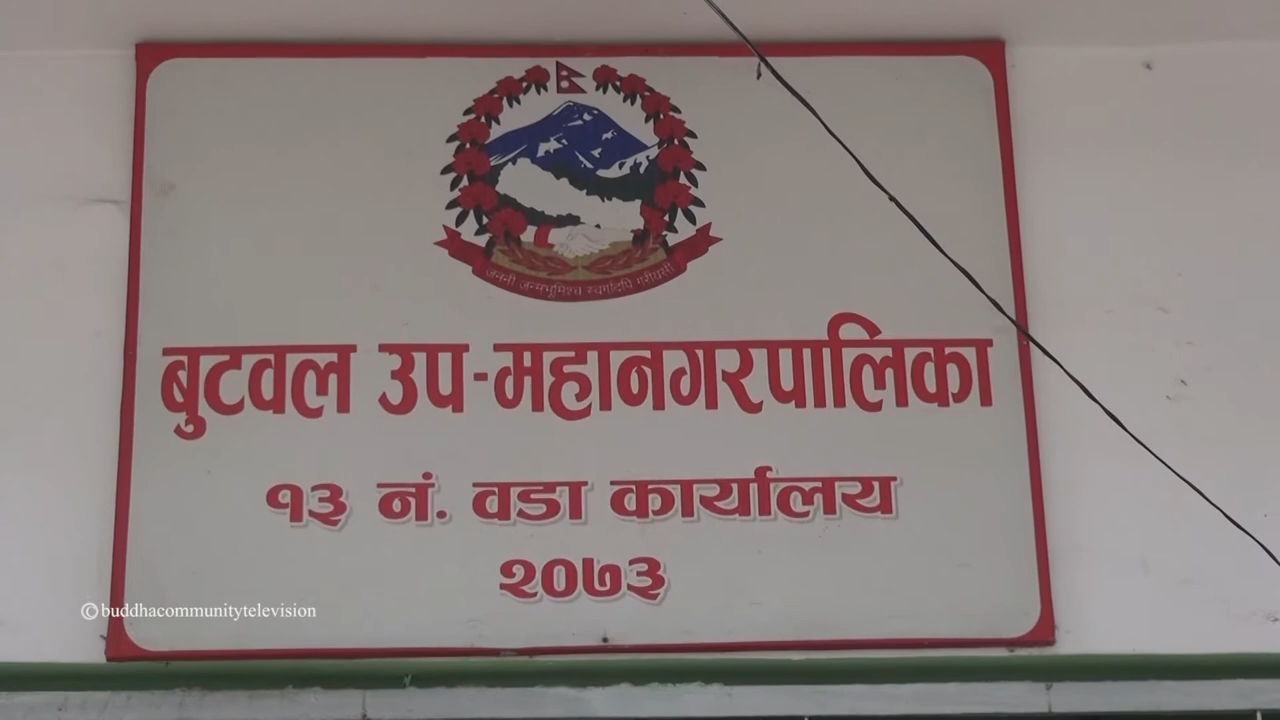 जननी जन्मभूमिश्च स्वर्गादपि गरीयसी
बुटवल उप-महानगरपालिका
१३ नं. वडा कार्यालय
२०७३
©buddhacommunitytelevision